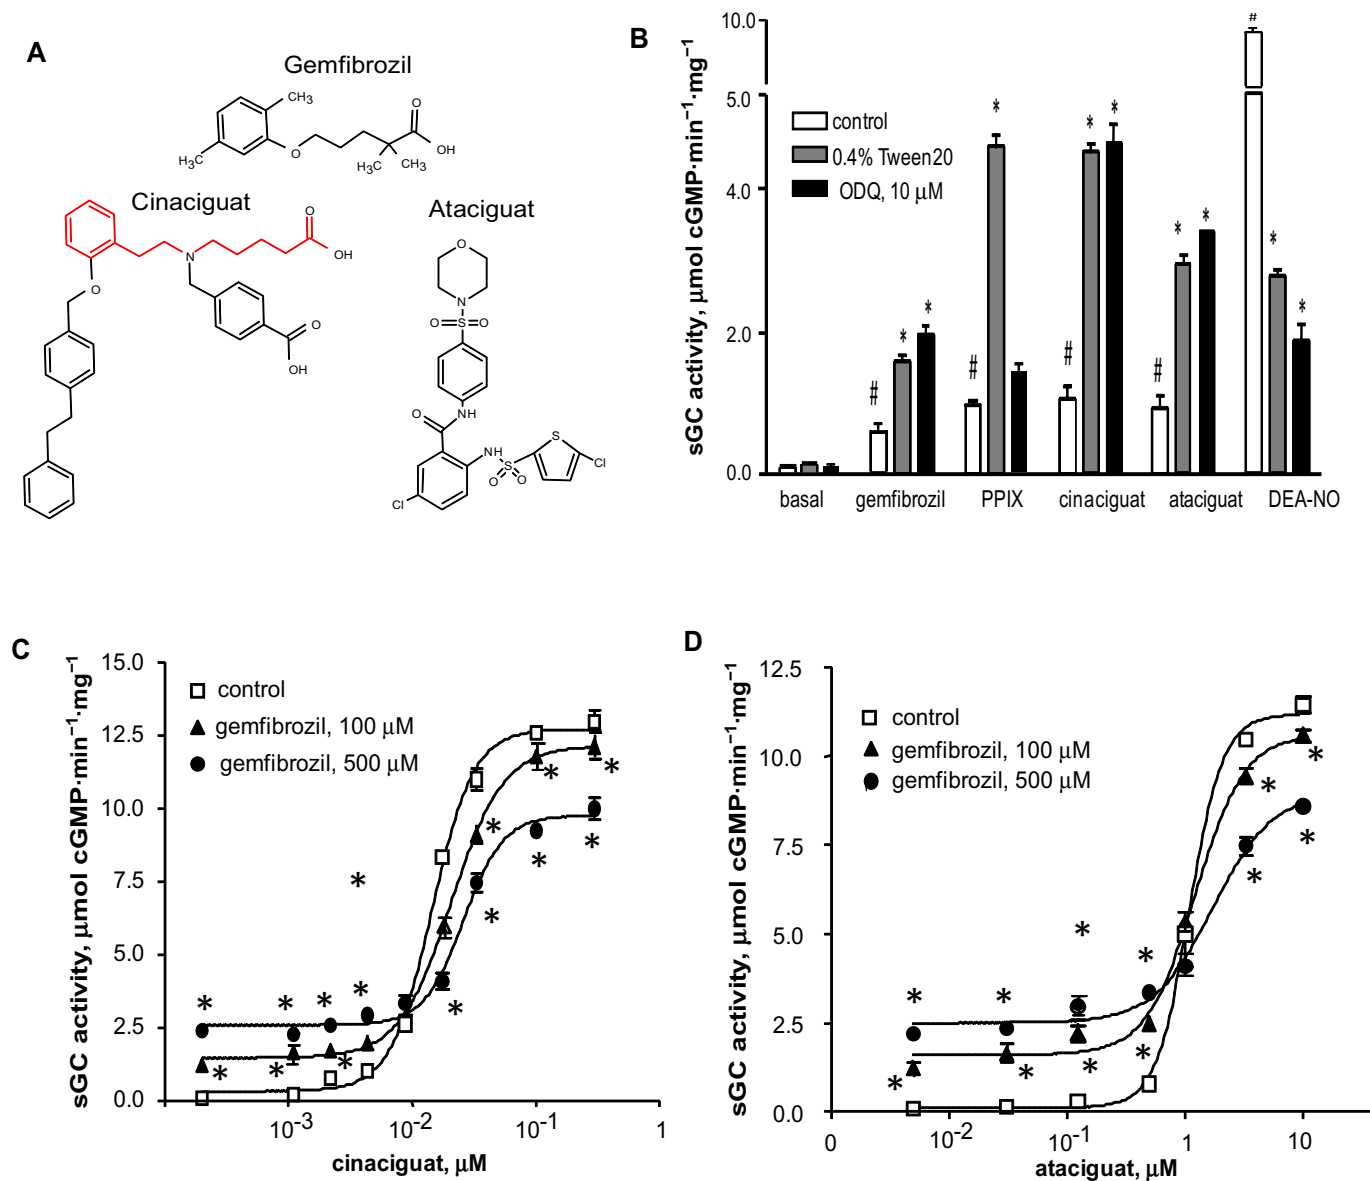 A
Gemfibrozil
CH3
O
OH
H3C
O
H3C
CH3
Cinaciguat
O
OH
N
O
O
OH
Ataciguat
O
N
O=S=O
NH
O
NH
S
O
O
S
Cl
Cl
B
sGC activity, μmol cGMP·min−1·mg−1
10.0
5.0
4.0
2.0
0.0
control
0.4% Tween20
ODQ, 10 μM
# * * # # * # # * * # # * * # * *
basal gemfibrozil PPIX cinaciguat ataciguat DEA-NO
C
sGC activity, μmol cGMP·min−1·mg−1
15.0
12.5
10.0
7.5
5.0
2.5
0.0
control
gemfibrozil, 100 μM
gemfibrozil, 500 μM
10−3 10−2 10−1 1
cinaciguat, μM
D
sGC activity, μmol cGMP·min−1·mg−1
12.5
10.0
7.5
5.0
2.5
0.0
control
gemfibrozil, 100 μM
gemfibrozil, 500 μM
0 10−2 10−1 1 10
ataciguat, μM